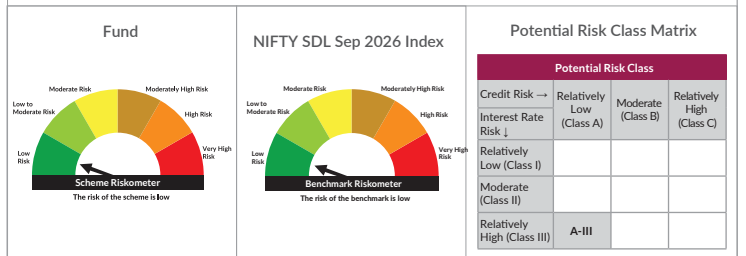 Fund
Moderate Risk
Moderately High Risk
Low to
Moderate Risk
High Risk
Low
Risk
Very High
Risk
Scheme Riskometer
The risk of the scheme is low
NIFTY SDL Sep 2026 Index
Moderate Risk
Moderately High Risk
Low to
Moderate Risk
High Risk
Low
Risk
Very High
Risk
Benchmark Riskometer
The risk of the benchmark is low
Potential Risk Class Matrix
Potential Risk Class
Credit Risk →
Relatively
Low
(Class A)
Moderate
(Class B)
Relatively
High
(Class C)
Interest Rate
Risk ↓
Relatively
Low (Class I)
Moderate
(Class II)
Relatively
High (Class III)
A-III